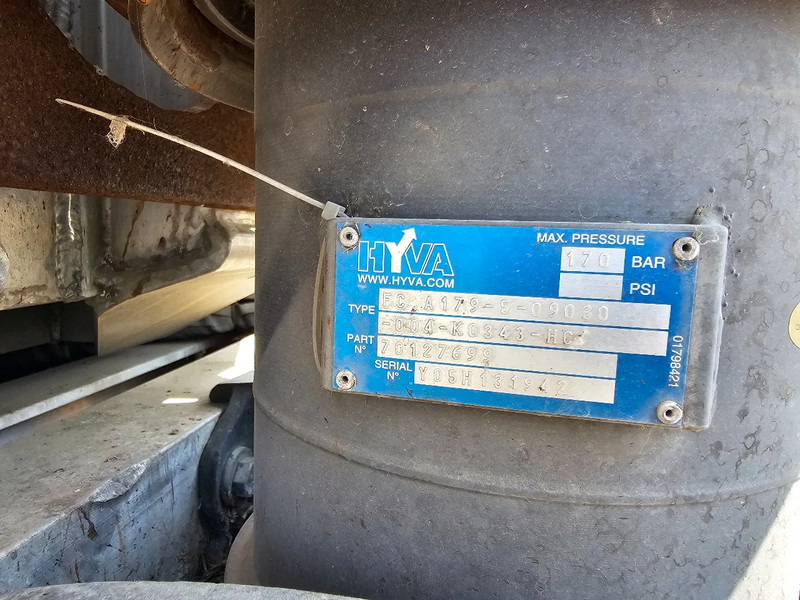 HYVA
WWW.HYVA.COM
MAX. PRESSURE
170 BAR
PSI
TYPE A179-5-09030
-004-K0343-HC
PART N° 70127699
SERIAL N° Y05H131942
01798421